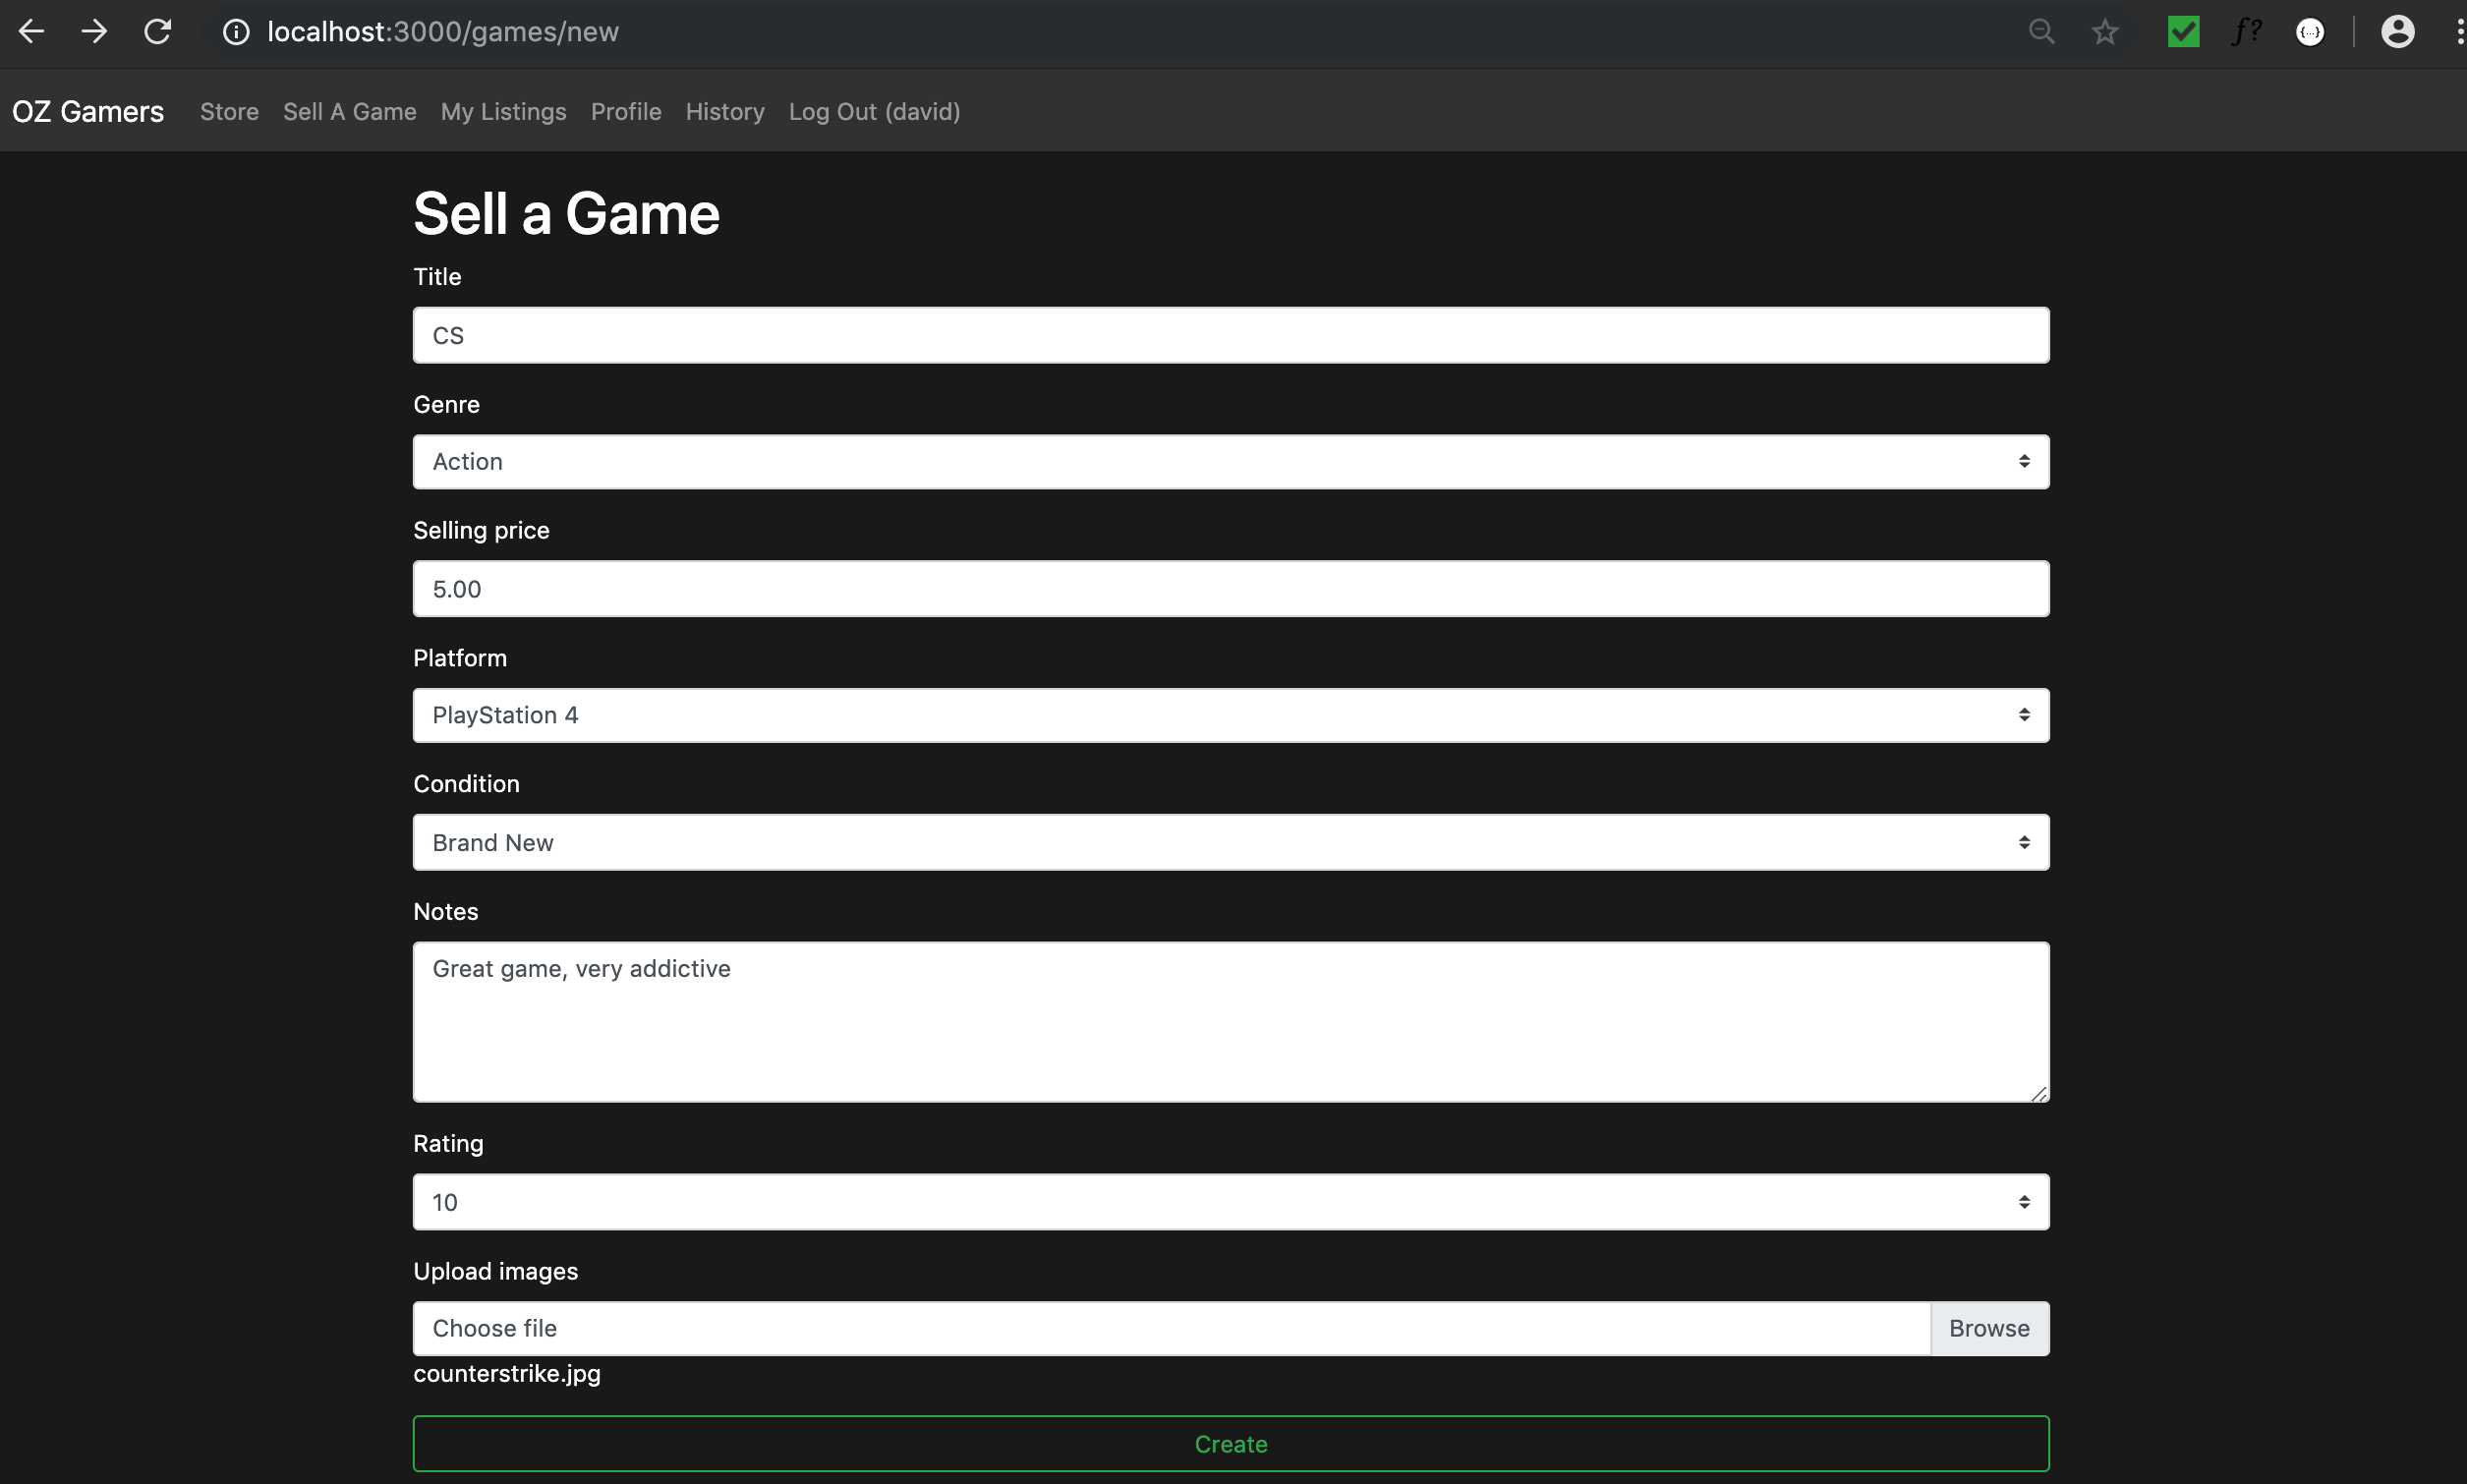 localhost:3000/games/new
f?
{...}
OZ Gamers Store Sell A Game My Listings Profile History Log Out (david)
Sell a Game
Title
CS
Genre
Action
Selling price
5.00
Platform
PlayStation 4
Condition
Brand New
Notes
Great game, very addictive
Rating
10
Upload images
Choose file Browse
counterstrike.jpg
Create